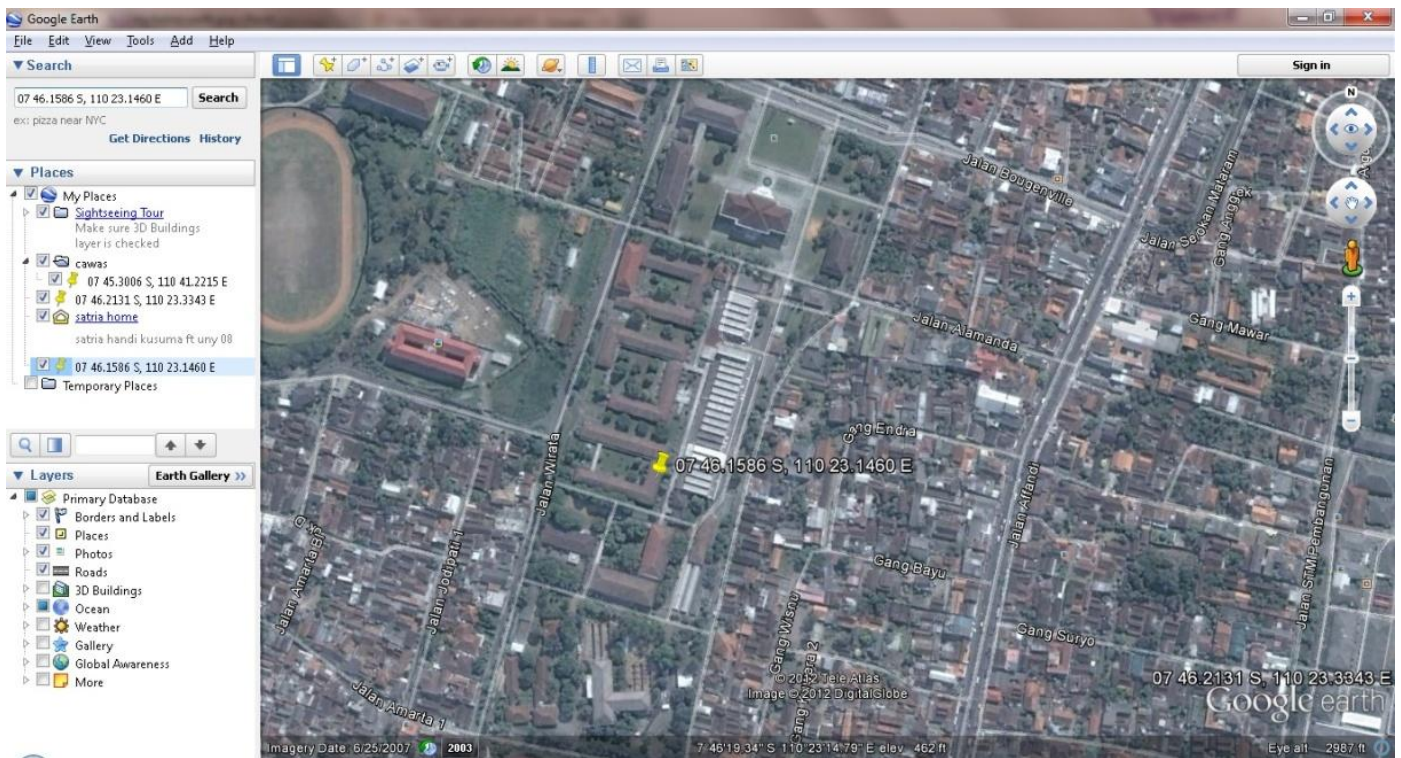 Google Earth
File Edit View Tools Add Help
Search
Sign in
07 46.1586 S, 110 23.1460 E Search
ex: pizza near NYC
Get Directions History
Places
My Places
Sightseeing Tour
Make sure 3D Buildings
layer is checked
cawas
07 45.3006 S, 110 41.2215 E
07 46.2131 S, 110 23.3343 E
satria home
satria handi kusuma ft uny 08
07 46.1586 S, 110 23.1460 E
Temporary Places
Layers Earth Gallery >>
Primary Database
Borders and Labels
Places
Photos
Roads
3D Buildings
Ocean
Weather
Gallery
Global Awareness
More
N
Jalan Bougenville
Jalan Selokan Mataram
Gang Anggrek
Gang Mawar
Jalan Alamanda
Gang Endra
07 46.1586 S, 110 23.1460 E
Jalan Wirata
Jalan Affandi
Jalan STM Pembangunan
Jalan Jodipati 1
Gang Bayu
Gang Wisnu
Gang Suryo
Jalan Amarta 1
© 2012 Tele Atlas
Image © 2012 DigitalGlobe
07 46.2131 S, 110 23.3343 E
Google earth
Imagery Date: 6/25/2007 2003 7°46'19.34" S 110°23'14.79" E elev 462 ft Eye alt 2987 ft